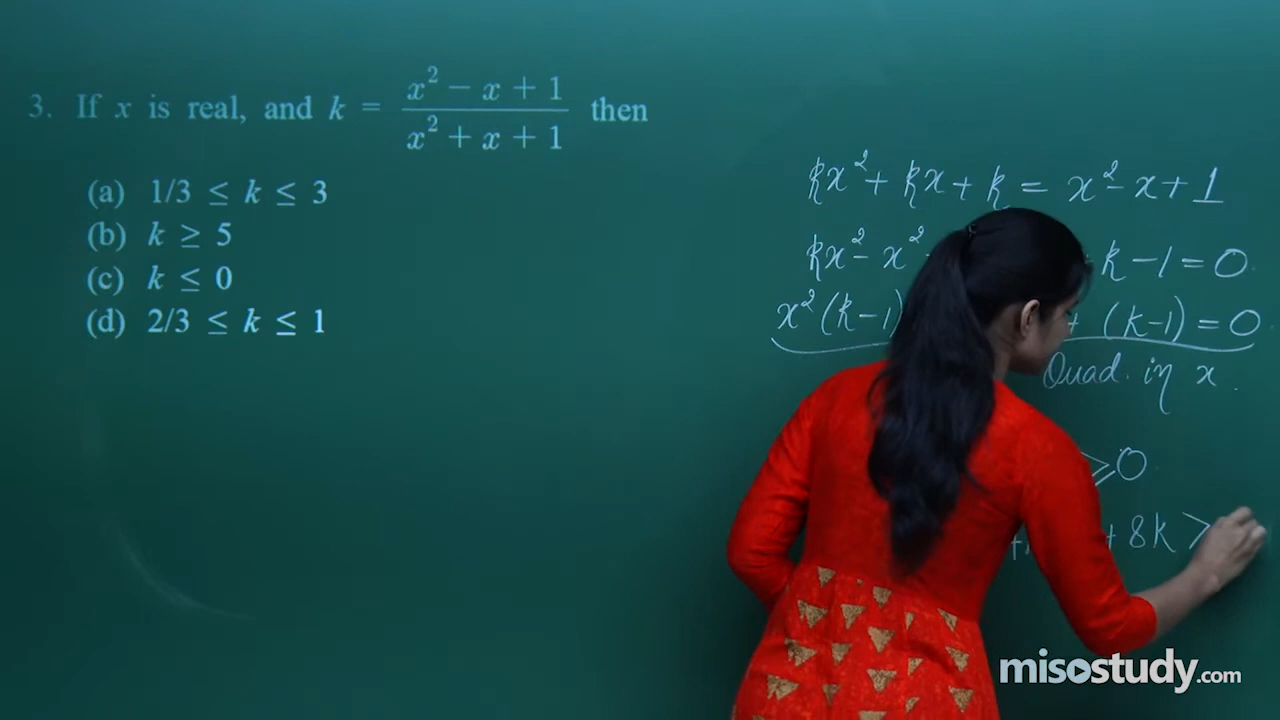 3. If x is real, and k = x² − x + 1 / x² + x + 1 then
(a) 1/3 ≤ k ≤ 3
(b) k ≥ 5
(c) k ≤ 0
(d) 2/3 ≤ k ≤ 1
kx² + kx + k = x² - x + 1
kx² - x² k - 1 = 0
x²(k-1) + (k-1) = 0
Quad. in x.
≥ 0
+ 8k >
misostudy.com